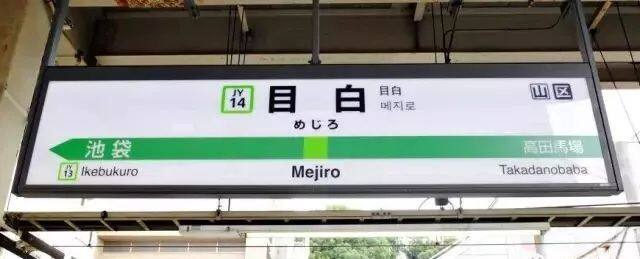 JY
14
目白
目白
메지로
山 区
めじろ
池袋
高田馬場
JY
13
Ikebukuro
Mejiro
Takadanobaba